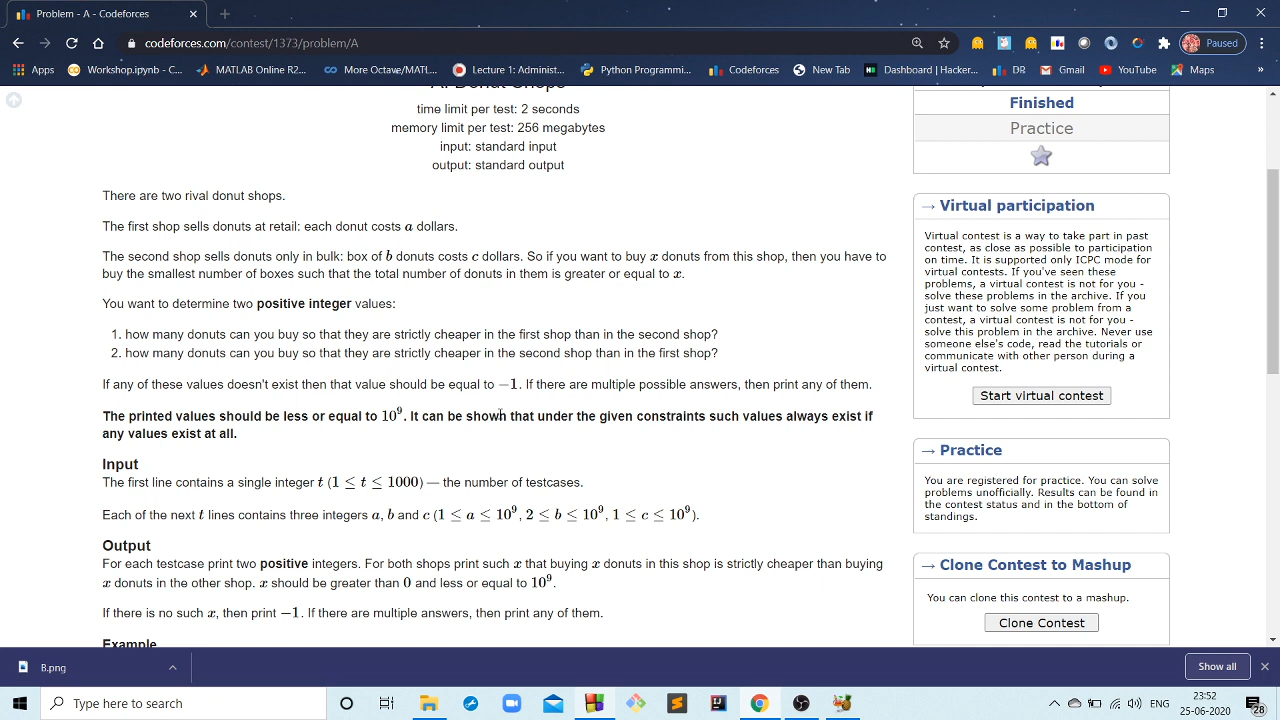 Problem - A - Codeforces
codeforces.com/contest/1373/problem/A
Paused
Apps
Workshop.ipynb - C...
MATLAB Online R2...
More Octave/MATL...
Lecture 1: Administ...
Python Programmi...
Codeforces
New Tab
Dashboard | Hacker...
DR
Gmail
YouTube
Maps
»
A. Donut Shops
time limit per test: 2 seconds
memory limit per test: 256 megabytes
input: standard input
output: standard output
There are two rival donut shops.
The first shop sells donuts at retail: each donut costs a dollars.
The second shop sells donuts only in bulk: box of b donuts costs c dollars. So if you want to buy x donuts from this shop, then you have to
buy the smallest number of boxes such that the total number of donuts in them is greater or equal to x.
You want to determine two positive integer values:
1. how many donuts can you buy so that they are strictly cheaper in the first shop than in the second shop?
2. how many donuts can you buy so that they are strictly cheaper in the second shop than in the first shop?
If any of these values doesn't exist then that value should be equal to −1. If there are multiple possible answers, then print any of them.
The printed values should be less or equal to 10⁹. It can be shown that under the given constraints such values always exist if
any values exist at all.
Input
The first line contains a single integer t (1 ≤ t ≤ 1000) — the number of testcases.
Each of the next t lines contains three integers a, b and c (1 ≤ a ≤ 10⁹, 2 ≤ b ≤ 10⁹, 1 ≤ c ≤ 10⁹).
Output
For each testcase print two positive integers. For both shops print such x that buying x donuts in this shop is strictly cheaper than buying
x donuts in the other shop. x should be greater than 0 and less or equal to 10⁹.
If there is no such x, then print −1. If there are multiple answers, then print any of them.
Example
Finished
Practice
→ Virtual participation
Virtual contest is a way to take part in past
contest, as close as possible to participation
on time. It is supported only ICPC mode for
virtual contests. If you've seen these
problems, a virtual contest is not for you -
solve these problems in the archive. If you
just want to solve some problem from a
contest, a virtual contest is not for you -
solve this problem in the archive. Never use
someone else's code, read the tutorials or
communicate with other person during a
virtual contest.
Start virtual contest
→ Practice
You are registered for practice. You can solve
problems unofficially. Results can be found in
the contest status and in the bottom of
standings.
→ Clone Contest to Mashup
You can clone this contest to a mashup.
Clone Contest
B.png
Show all
Type here to search
ENG
23:52
25-06-2020
28